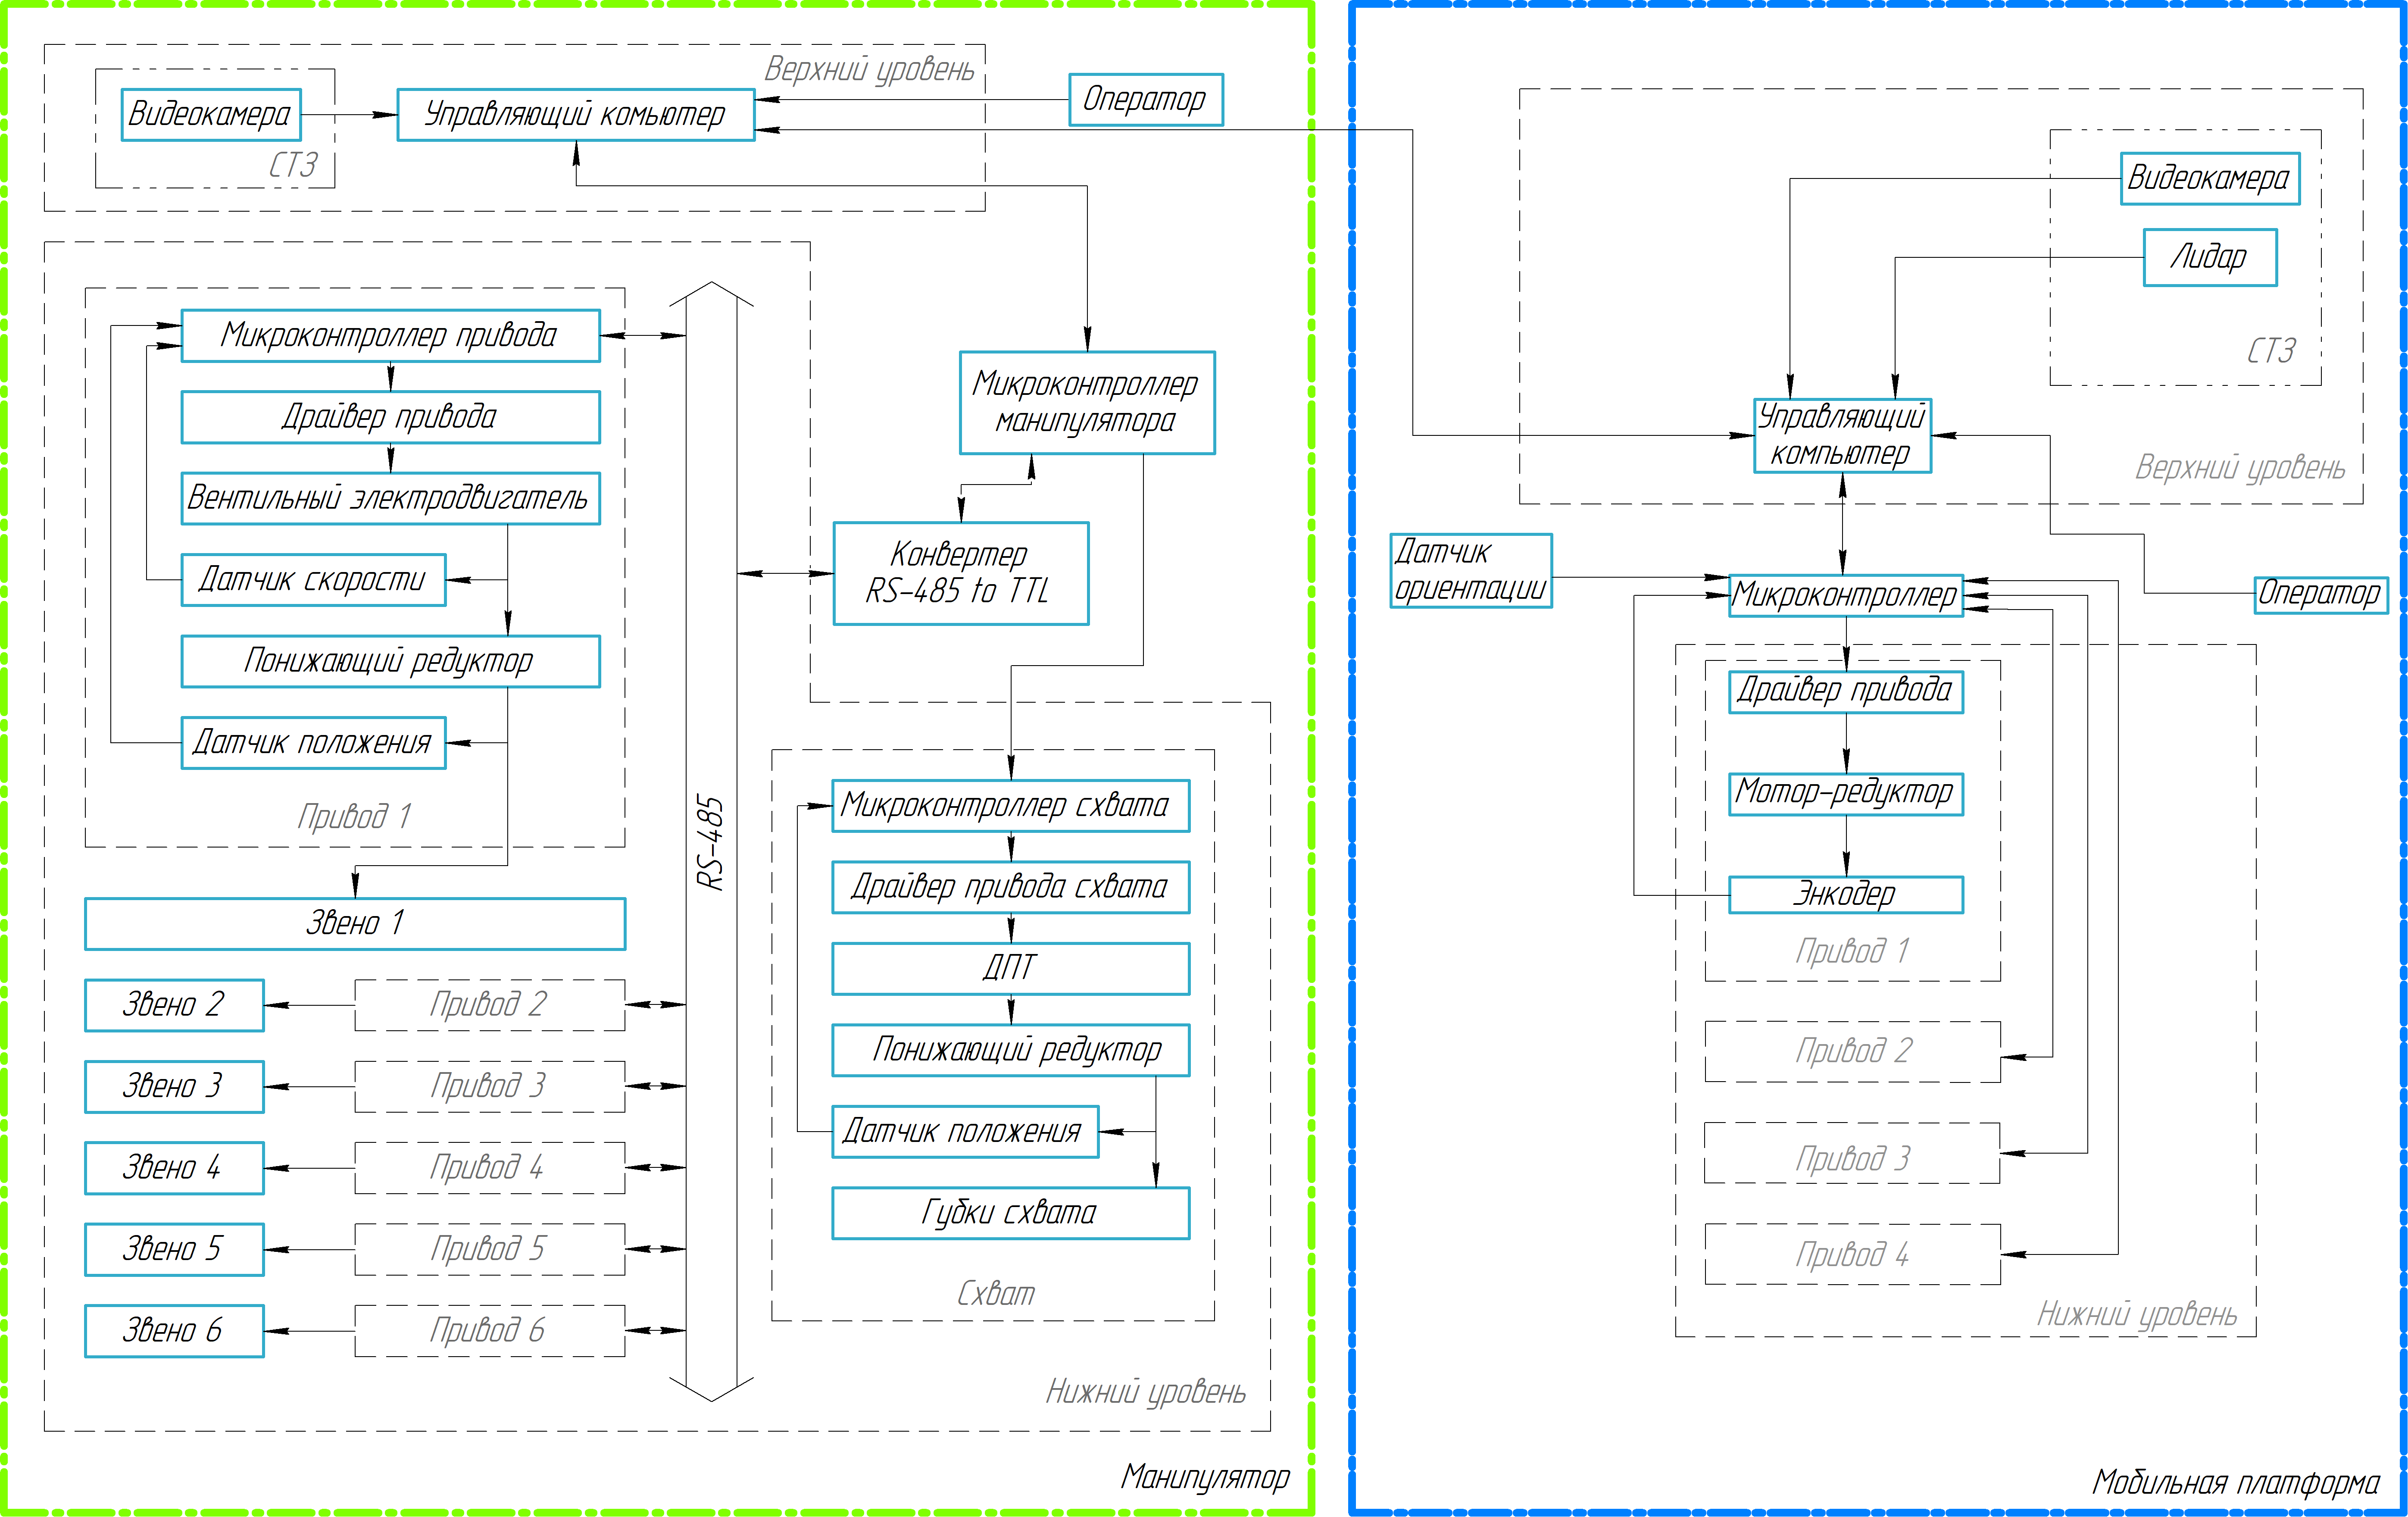 Верхний уровень
Видеокамера
СТЗ
Управляющий комьютер
Оператор
Микроконтроллер привода
Драйвер привода
Вентильный электродвигатель
Датчик скорости
Понижающий редуктор
Датчик положения
Привод 1
Звено 1
Звено 2
Привод 2
Звено 3
Привод 3
Звено 4
Привод 4
Звено 5
Привод 5
Звено 6
Привод 6
RS-485
Микроконтроллер
манипулятора
Конвертер
RS-485 to TTL
Микроконтроллер схвата
Драйвер привода схвата
ДПТ
Понижающий редуктор
Датчик положения
Губки схвата
Схват
Нижний уровень
Манипулятор
Видеокамера
Лидар
СТЗ
Управляющий
компьютер
Верхний уровень
Датчик
ориентации
Микроконтроллер
Оператор
Драйвер привода
Мотор-редуктор
Энкодер
Привод 1
Привод 2
Привод 3
Привод 4
Нижний уровень
Мобильная платформа